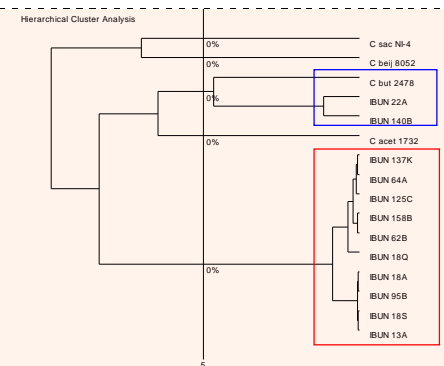 Hierarchical Cluster Analysis
C sac NI-4
0%
C beij 8052
0%
C but 2478
0%
IBUN 22A
IBUN 140B
C acet 1732
0%
IBUN 137K
IBUN 64A
IBUN 125C
IBUN 158B
IBUN 62B
IBUN 18Q
0%
IBUN 18A
IBUN 95B
IBUN 18S
IBUN 13A
5